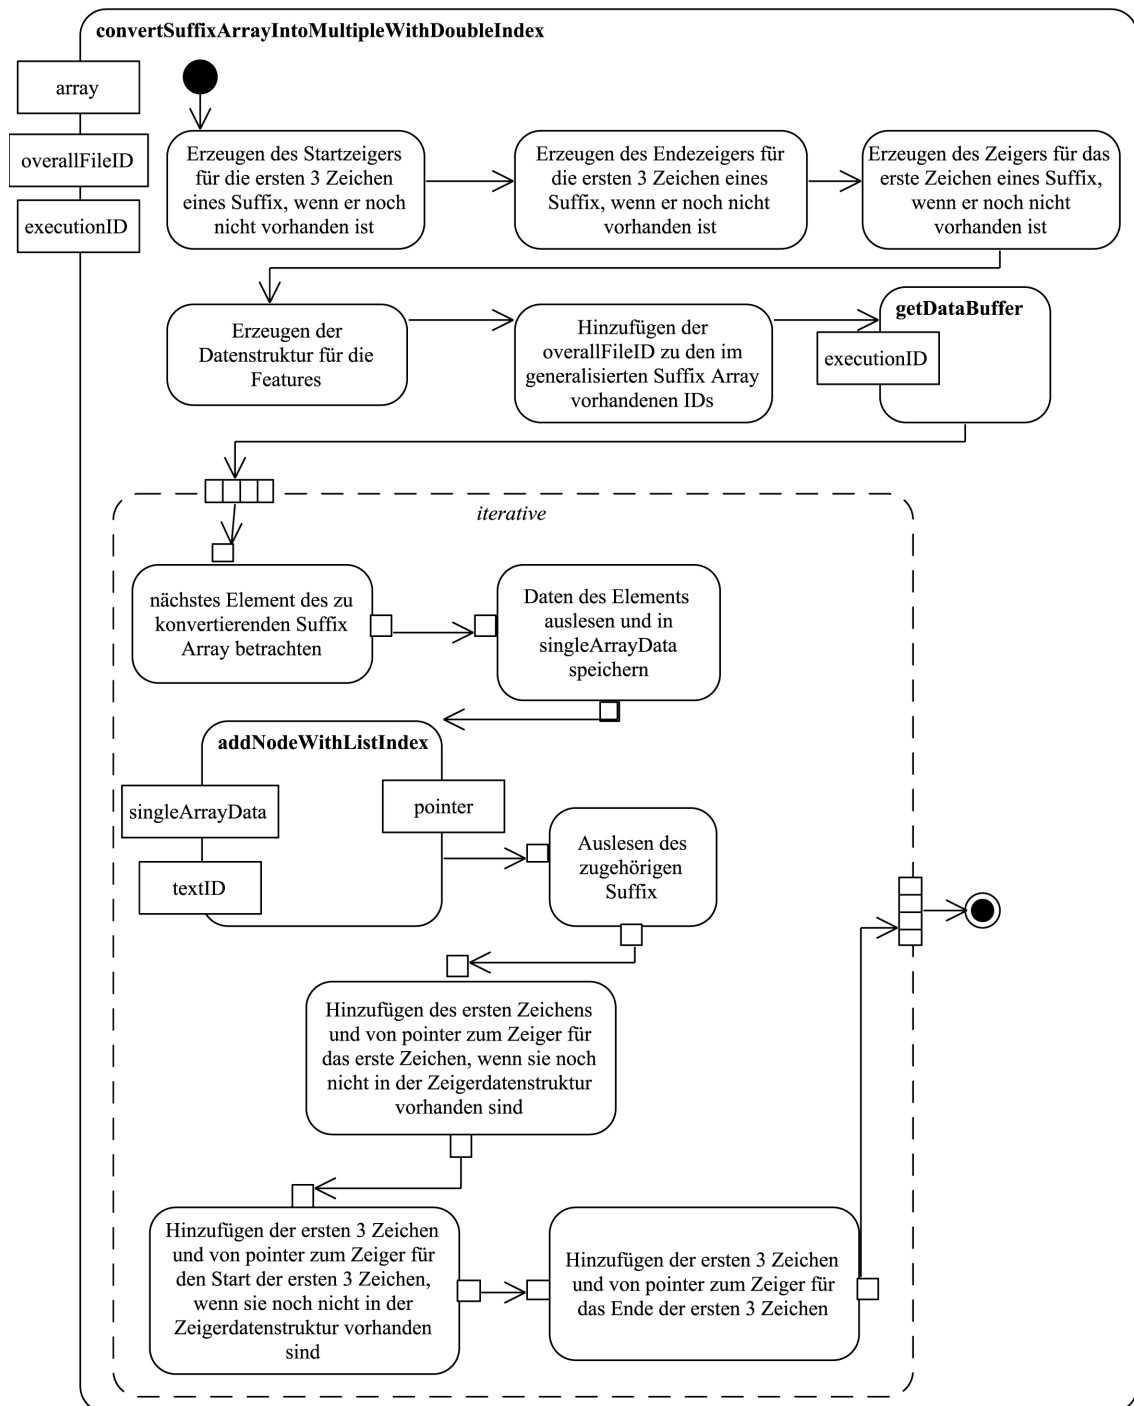 convertSuffixArrayIntoMultipleWithDoubleIndex
array
overallFileID
executionID
Erzeugen des Startzeigers
für die ersten 3 Zeichen
eines Suffix, wenn er noch
nicht vorhanden ist
Erzeugen des Endezeigers für
die ersten 3 Zeichen eines
Suffix, wenn er noch nicht
vorhanden ist
Erzeugen des Zeigers für das
erste Zeichen eines Suffix,
wenn er noch nicht
vorhanden ist
Erzeugen der
Datenstruktur für die
Features
Hinzufügen der
overallFileID zu den im
generalisierten Suffix Array
vorhandenen IDs
getDataBuffer
executionID
iterative
nächstes Element des zu
konvertierenden Suffix
Array betrachten
Daten des Elements
auslesen und in
singleArrayData
speichern
addNodeWithListIndex
singleArrayData
textID
pointer
Auslesen des
zugehörigen
Suffix
Hinzufügen des ersten Zeichens
und von pointer zum Zeiger für
das erste Zeichen, wenn sie noch
nicht in der Zeigerdatenstruktur
vorhanden sind
Hinzufügen der ersten 3 Zeichen
und von pointer zum Zeiger für
den Start der ersten 3 Zeichen,
wenn sie noch nicht in der
Zeigerdatenstruktur vorhanden
sind
Hinzufügen der ersten 3 Zeichen
und von pointer zum Zeiger für
das Ende der ersten 3 Zeichen